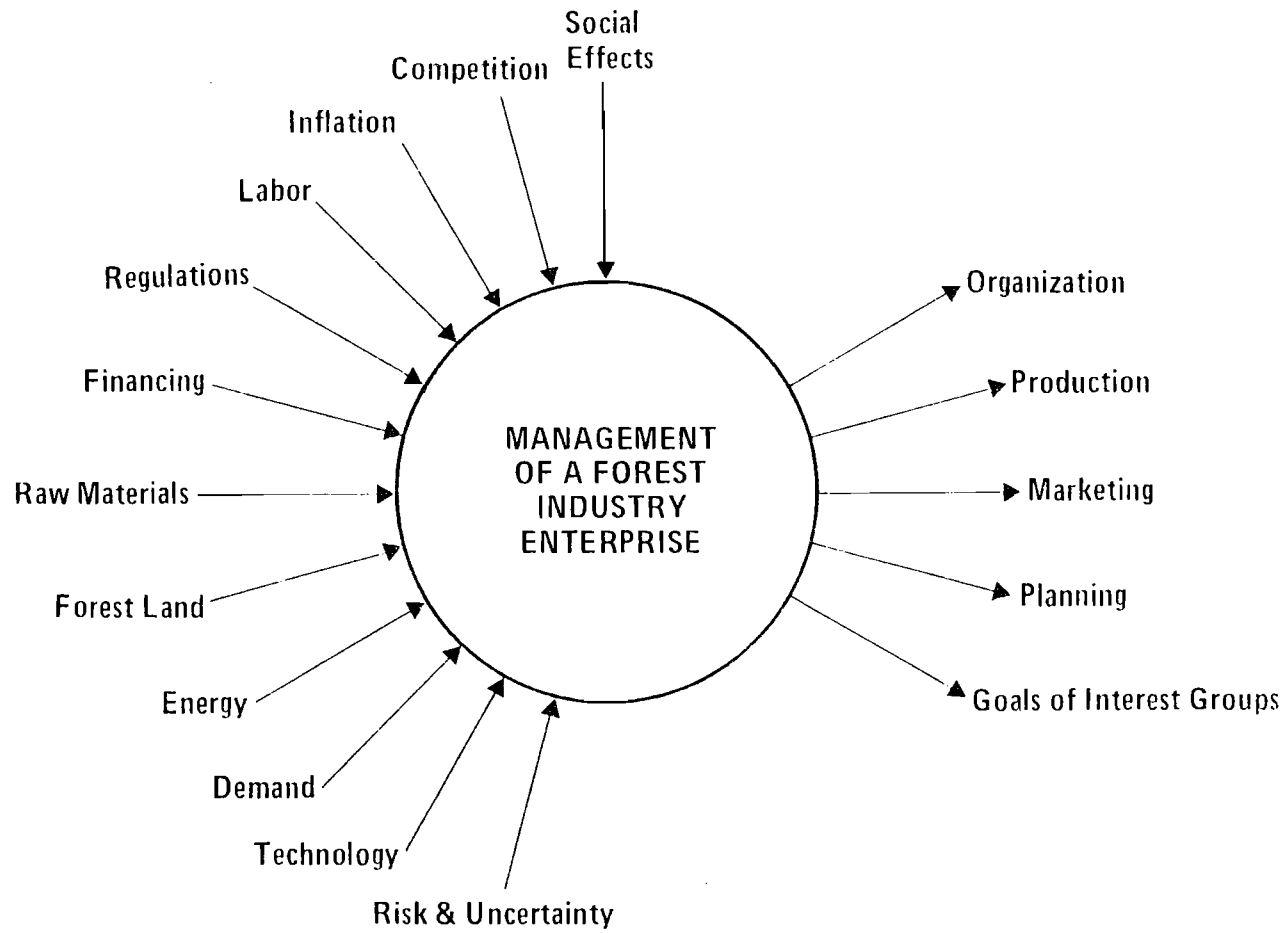 Social
Effects
Competition
Inflation
Labor
Regulations
Financing
Raw Materials
Forest Land
Energy
Demand
Technology
Risk & Uncertainty
MANAGEMENT
OF A FOREST
INDUSTRY
ENTERPRISE
Organization
Production
Marketing
Planning
Goals of Interest Groups